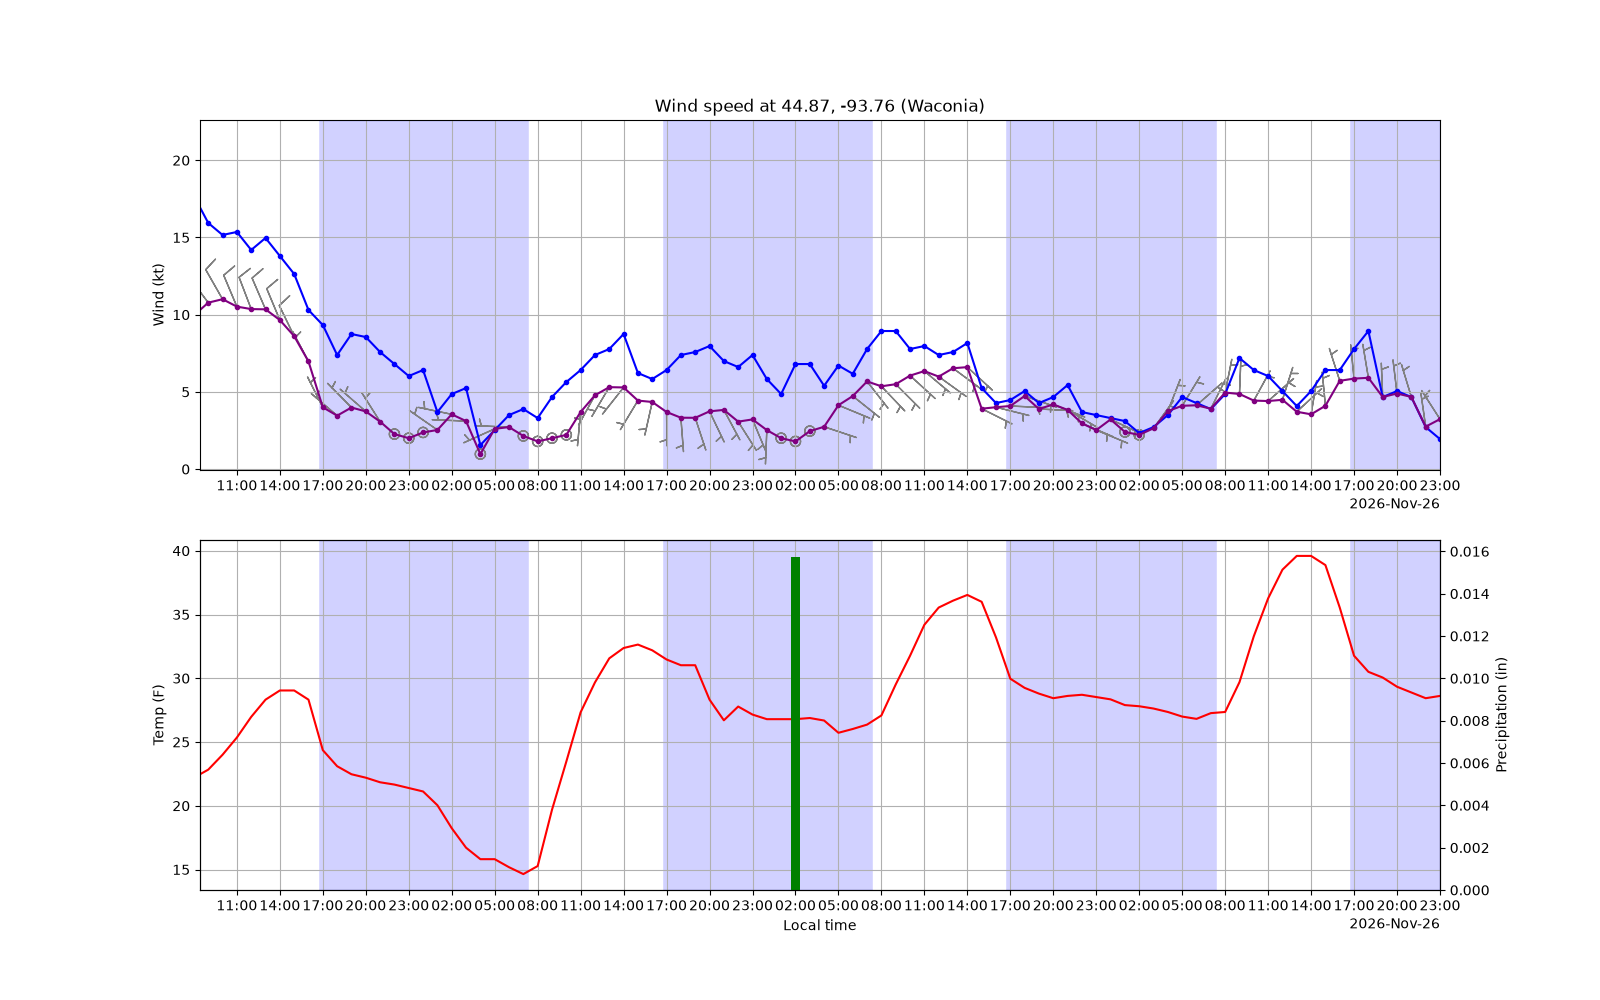 Wind speed at 44.87, -93.76 (Waconia)
Wind (kt)
20
15
10
5
0
11:00 14:00 17:00 20:00 23:00 02:00 05:00 08:00 11:00 14:00 17:00 20:00 23:00 02:00 05:00 08:00 11:00 14:00 17:00 20:00 23:00 02:00 05:00 08:00 11:00 14:00 17:00 20:00 23:00
2026-Nov-26
Temp (F)
40
35
30
25
20
15
0.016
0.014
0.012
0.010
0.008
0.006
0.004
0.002
0.000
Precipitation (in)
11:00 14:00 17:00 20:00 23:00 02:00 05:00 08:00 11:00 14:00 17:00 20:00 23:00 02:00 05:00 08:00 11:00 14:00 17:00 20:00 23:00 02:00 05:00 08:00 11:00 14:00 17:00 20:00 23:00
Local time
2026-Nov-26